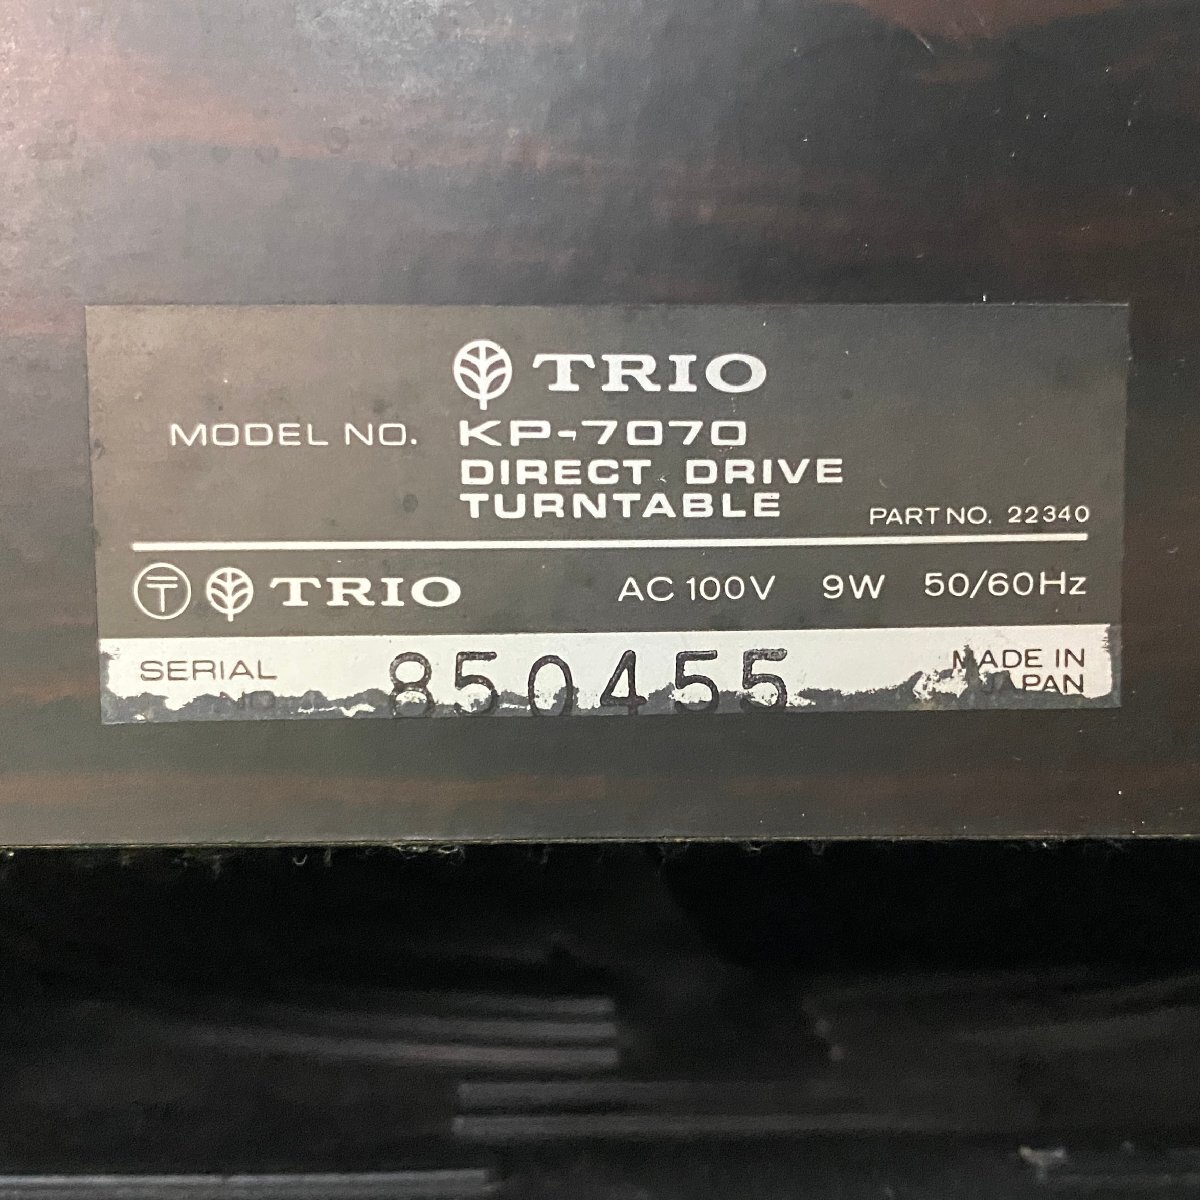 TRIO
MODEL NO. KP-7070
DIRECT DRIVE
TURNTABLE
PART NO. 22340
〒 TRIO AC 100V 9W 50/60Hz
SERIAL NO 850455
MADE IN
JAPAN